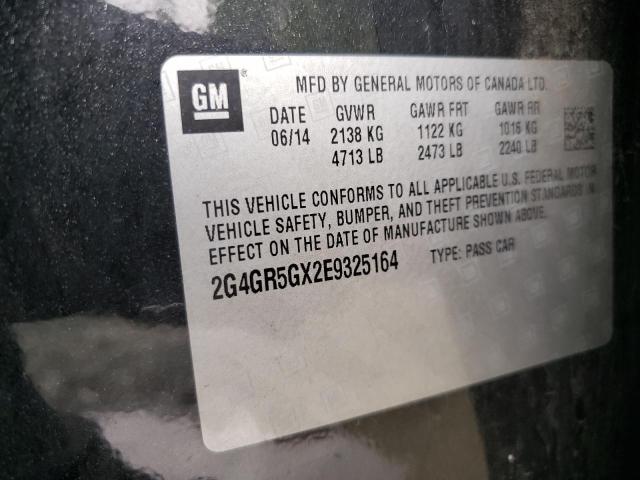 GM
MFD BY GENERAL MOTORS OF CANADA LTD.
DATE GVWR GAWR FRT GAWR RR
06/14 2138 KG 1122 KG 1016 KG
4713 LB 2473 LB 2240 LB
THIS VEHICLE CONFORMS TO ALL APPLICABLE U.S. FEDERAL MOTOR
VEHICLE SAFETY, BUMPER, AND THEFT PREVENTION STANDARDS IN
EFFECT ON THE DATE OF MANUFACTURE SHOWN ABOVE.
2G4GR5GX2E9325164 TYPE: PASS CAR